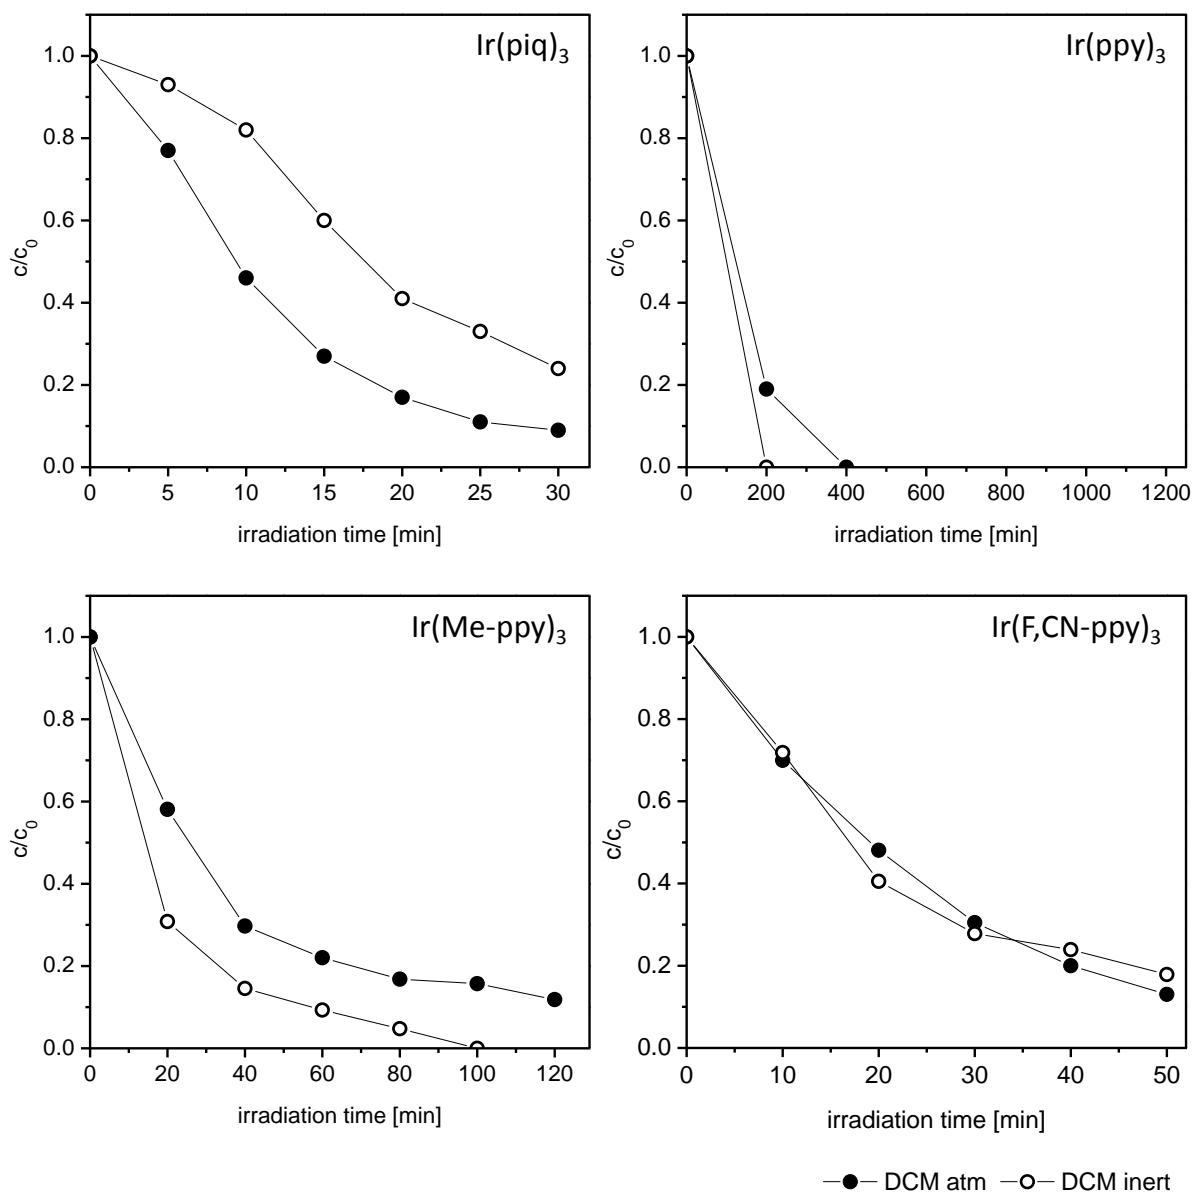 Ir(piq)3
1.0
0.8
0.6
0.4
0.2
0.0
c/c0
0 5 10 15 20 25 30
irradiation time [min]
Ir(ppy)3
1.0
0.8
0.6
0.4
0.2
0.0
c/c0
0 200 400 600 800 1000 1200
irradiation time [min]
Ir(Me-ppy)3
1.0
0.8
0.6
0.4
0.2
0.0
c/c0
0 20 40 60 80 100 120
irradiation time [min]
Ir(F,CN-ppy)3
1.0
0.8
0.6
0.4
0.2
0.0
c/c0
0 10 20 30 40 50
irradiation time [min]
DCM atm DCM inert